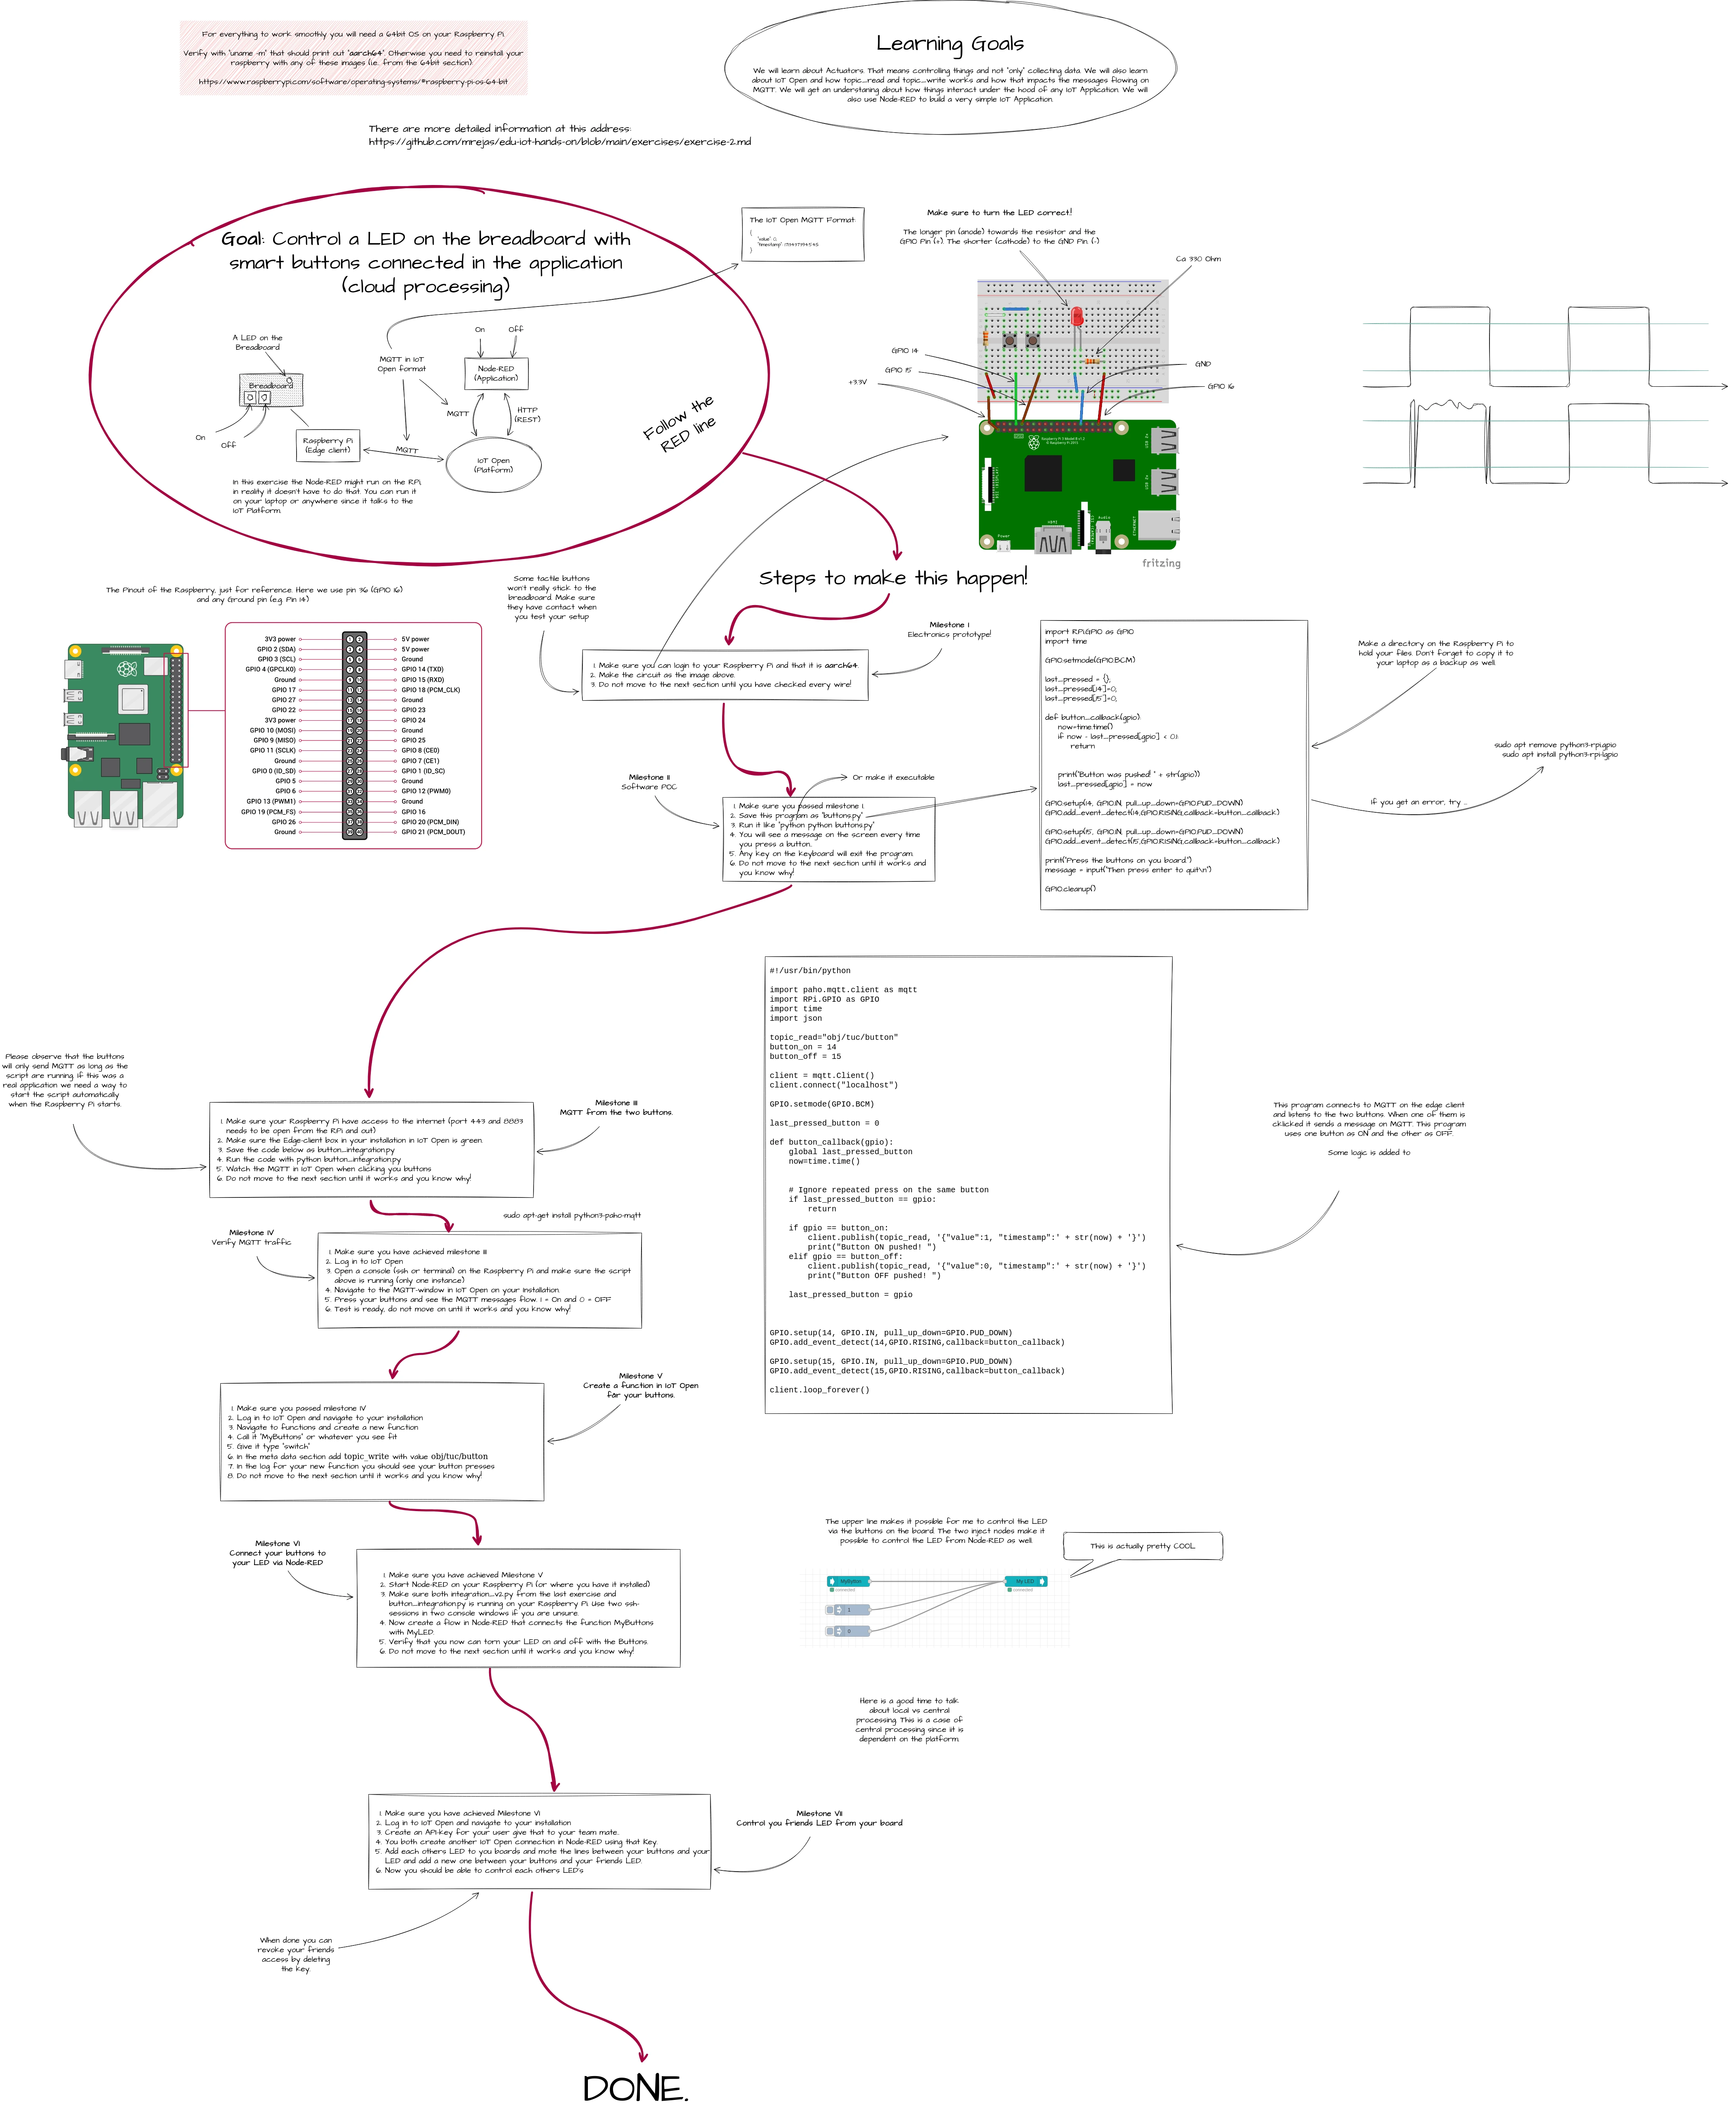 For everything to work smoothly you will need a 64bit OS on your Raspberry Pi.
Verify with "uname -m" that should print out "aarch64". Otherwise you need to reinstall your
raspberry with any of these images (i.e. from the 64bit section):
https://www.raspberrypi.com/software/operating-systems/#raspberry-pi-os-64-bit
Learning Goals
We will learn about Actuators. That means controlling things and not "only" collecting data. We will also learn
about IoT Open and how topic_read and topic_write works and how that impacts the messages flowing on
MQTT. We will get an understaning about how things interact under the hood of any IoT Application. We will
also use Node-RED to build a very simple IoT Application.
There are more detailed information at this address:
https://github.com/mrejas/edu-iot-hands-on/blob/main/exercises/exercise-2.md
Goal: Control a LED on the breadboard with
smart buttons connected in the application
(cloud processing)
A LED on the
Breadboard
Breadboard
On
Off
Raspberry Pi
(Edge client)
MQTT in IoT
Open format
MQTT
MQTT
On
Off
Node-RED
(Application)
HTTP
(REST)
IoT Open
(Platform)
In this exercise the Node-RED might run on the RPi,
in reality it doesn't have to do that. You can run it
on your laptop or anywhere since it talks to the
IoT Platform.
Follow the
RED line
The IoT Open MQTT Format:
{
"value": 0,
}
Make sure to turn the LED correct!
The longer pin (anode) towards the resistor and the
GPIO Pin (+). The shorter (cathode) to the GND Pin. (-)
Ca 330 Ohm
GPIO 14
GPIO 15
+3.3V
GND
GPIO 16
Raspberry Pi 3 Model B v1.2
© Raspberry Pi 2015
USB 2x
USB 2x
ETHERNET
Power
HDMI
Audio
fritzing
Steps to make this happen!
The Pinout of the Raspberry, just for reference. Here we use pin 36 (GPIO 16)
and any Ground pin (e.g. Pin 14)
3V3 power 1 2 5V power
GPIO 2 (SDA) 3 4 5V power
GPIO 3 (SCL) 5 6 Ground
GPIO 4 (GPCLK0) 7 8 GPIO 14 (TXD)
Ground 9 10 GPIO 15 (RXD)
GPIO 17 11 12 GPIO 18 (PCM_CLK)
GPIO 27 13 14 Ground
GPIO 22 15 16 GPIO 23
3V3 power 17 18 GPIO 24
GPIO 10 (MOSI) 19 20 Ground
GPIO 9 (MISO) 21 22 GPIO 25
GPIO 11 (SCLK) 23 24 GPIO 8 (CE0)
Ground 25 26 GPIO 7 (CE1)
GPIO 0 (ID_SD) 27 28 GPIO 1 (ID_SC)
GPIO 5 29 30 Ground
GPIO 6 31 32 GPIO 12 (PWM0)
GPIO 13 (PWM1) 33 34 Ground
GPIO 19 (PCM_FS) 35 36 GPIO 16
GPIO 26 37 38 GPIO 20 (PCM_DIN)
Ground 39 40 GPIO 21 (PCM_DOUT)
Some tactile buttons
won't really stick to the
breadboard. Make sure
they have contact when
you test your setup
Milestone I
Electronics prototype!
1. Make sure you can login to your Raspberry Pi and that it is aarch64.
2. Make the circuit as the image above.
3. Do not move to the next section until you have checked every wire!
Milestone II
Software POC
Or make it executable
1. Make sure you passed milestone I.
2. Save this program as "buttons.py"
3. Run it like "python python buttons.py"
4. You will see a message on the screen every time
you press a button.
5. Any key on the keyboard will exit the program.
6. Do not move to the next section until it works and
you know why!
import RPi.GPIO as GPIO
import time
GPIO.setmode(GPIO.BCM)
last_pressed = {};
last_pressed[14]=0;
last_pressed[15]=0;
def button_callback(gpio):
now=time.time()
if now - last_pressed[gpio] < 0.1:
return
print("Button was pushed! " + str(gpio))
last_pressed[gpio] = now
GPIO.setup(14, GPIO.IN, pull_up_down=GPIO.PUD_DOWN)
GPIO.add_event_detect(14,GPIO.RISING,callback=button_callback)
GPIO.setup(15, GPIO.IN, pull_up_down=GPIO.PUD_DOWN)
GPIO.add_event_detect(15,GPIO.RISING,callback=button_callback)
print("Press the buttons on you board.")
message = input("Then press enter to quit\n")
GPIO.cleanup()
Make a directory on the Raspberry Pi to
hold your files. Don't forget to copy it to
your laptop as a backup as well.
sudo apt remove python3-rpi.gpio
sudo apt install python3-rpi-lgpio
If you get an error, try ...
#!/usr/bin/python
import paho.mqtt.client as mqtt
import RPi.GPIO as GPIO
import time
import json
topic_read="obj/tuc/button"
button_on = 14
button_off = 15
client = mqtt.Client()
client.connect("localhost")
GPIO.setmode(GPIO.BCM)
last_pressed_button = 0
def button_callback(gpio):
global last_pressed_button
now=time.time()
# Ignore repeated press on the same button
if last_pressed_button == gpio:
return
if gpio == button_on:
client.publish(topic_read, '{"value":1, "timestamp":' + str(now) + '}')
print("Button ON pushed! ")
elif gpio == button_off:
client.publish(topic_read, '{"value":0, "timestamp":' + str(now) + '}')
print("Button OFF pushed! ")
last_pressed_button = gpio
GPIO.setup(14, GPIO.IN, pull_up_down=GPIO.PUD_DOWN)
GPIO.add_event_detect(14,GPIO.RISING,callback=button_callback)
GPIO.setup(15, GPIO.IN, pull_up_down=GPIO.PUD_DOWN)
GPIO.add_event_detect(15,GPIO.RISING,callback=button_callback)
client.loop_forever()
This program connects to MQTT on the edge client
and listens to the two buttons. When one of them is
cklicked it sends a message on MQTT. This program
uses one button as ON and the other as OFF.
Some logic is added to
Please observe that the buttons
will only send MQTT as long as the
script are running. If this was a
real application we need a way to
start the script automatically
when the Raspberry Pi starts.
Milestone III
MQTT from the two buttons.
1. Make sure your Raspberry Pi have access to the internet (port 443 and 8883
needs to be open from the RPi and out)
2. Make sure the Edge-client box in your installation in IoT Open is green.
3. Save the code below as button_integration.py
4. Run the code with python button_integration.py
5. Watch the MQTT in IoT Open when clicking you buttons
6. Do not move to the next section until it works and you know why!
sudo apt-get install python3-paho-mqtt
Milestone IV
Verify MQTT traffic
1. Make sure you have achieved milestone III
2. Log in to IoT Open
3. Open a console (ssh or terminal) on the Raspberry Pi and make sure the script
above is running (only one instance)
4. Navigate to the MQTT-window in IoT Open on your installation.
5. Press your buttons and see the MQTT messages flow. 1 = On and 0 = OFF
6. Test is ready, do not move on until it works and you know why!
Milestone V
Create a function in IoT Open
får your buttons.
1. Make sure you passed milestone IV
2. Log in to IoT Open and navigate to your installation
3. Navigate to functions and create a new function
4. Call it "MyButtons" or whatever you see fit
5. Give it type "switch"
6. In the meta data section add topic_write with value obj/tuc/button
7. In the log for your new function you should see your button presses
8. Do not move to the next section until it works and you know why!
Milestone VI
Connect your buttons to
your LED via Node-RED
1. Make sure you have achieved Milestone V
2. Start Node-RED on your Raspberry Pi (or where you have it installed)
3. Make sure both integration_v2.py from the last exercise and
button_integration.py is running on your Raspberry Pi. Use two ssh-
sessions in two console windows if you are unsure.
4. Now create a flow in Node-RED that connects the function MyButtons
with MyLED.
5. Verify that you now can torn your LED on and off with the Buttons.
6. Do not move to the next section until it works and you know why!
The upper line makes it possible for me to control the LED
via the buttons on the board. The two inject nodes make it
possible to control the LED from Node-RED as well.
This is actually pretty COOL.
My LED
connected
connected
1
0
Here is a good time to talk
about local vs central
processing. This is a case of
central processing since iit is
dependent on the platform.
1. Make sure you have achieved Milestone VI
2. Log in to IoT Open and navigate to your installation
3. Create an API-key for your user give that to your team mate.
4. You both create another IoT Open connection in Node-RED using that Key.
5. Add each others LED to you boards and mote the lines between your buttons and your
LED and add a new one between your buttons and your friends LED.
6. Now you should be able to control each others LED's
Milestone VII
Control you friends LED from your board
When done you can
revoke your friends
access by deleting
the key.
DONE.